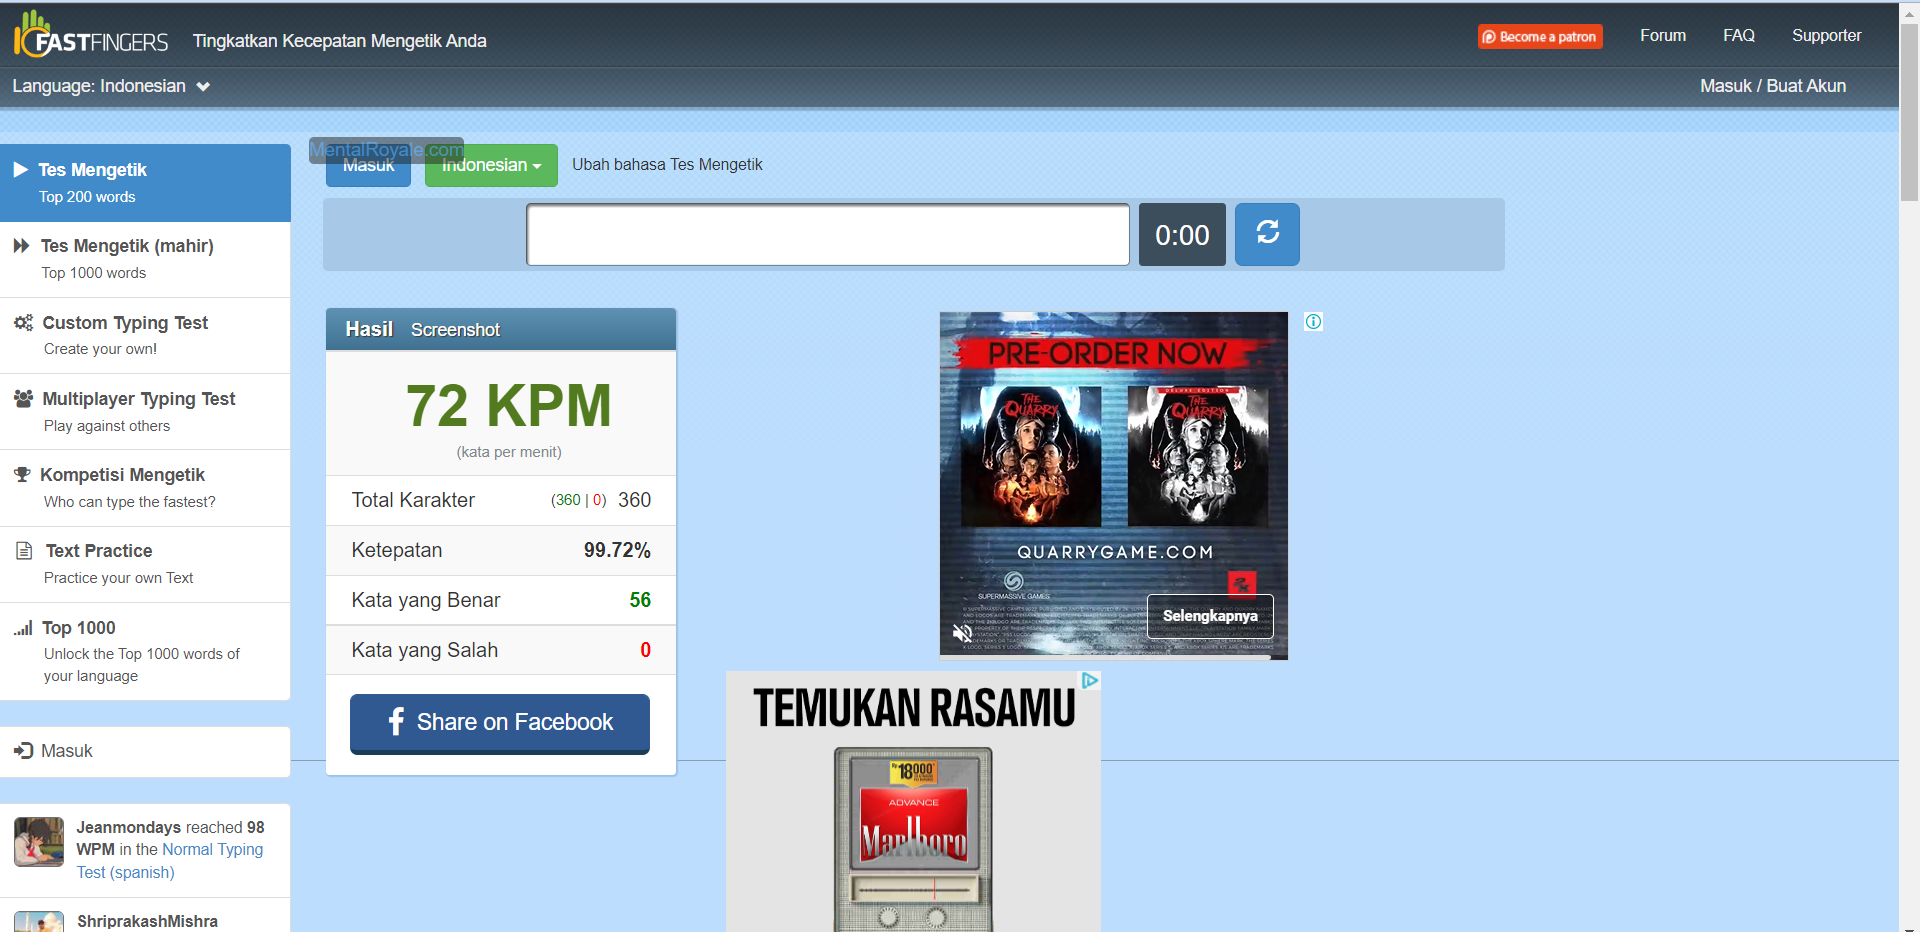 FASTFINGERS
Tingkatkan Kecepatan Mengetik Anda
Become a patron
Forum
FAQ
Supporter
Language: Indonesian
Masuk / Buat Akun
Tes Mengetik
Top 200 words
Tes Mengetik (mahir)
Top 1000 words
Custom Typing Test
Create your own!
Multiplayer Typing Test
Play against others
Kompetisi Mengetik
Who can type the fastest?
Text Practice
Practice your own Text
Top 1000
Unlock the Top 1000 words of
your language
Masuk
Jeanmondays reached 98
WPM in the Normal Typing
Test (spanish)
ShriprakashMishra
MentalRoyale.com
Masuk
Indonesian
Ubah bahasa Tes Mengetik
0:00
Hasil Screenshot
72 KPM
(kata per menit)
Total Karakter (360 | 0) 360
Ketepatan 99.72%
Kata yang Benar 56
Kata yang Salah 0
Share on Facebook
PRE-ORDER NOW
THE QUARRY
DELUXE EDITION
THE QUARRY
QUARRYGAME.COM
SUPERMASSIVE GAMES
2K
Selengkapnya
TEMUKAN RASAMU
Rp 18000
ADVANCE
Marlboro